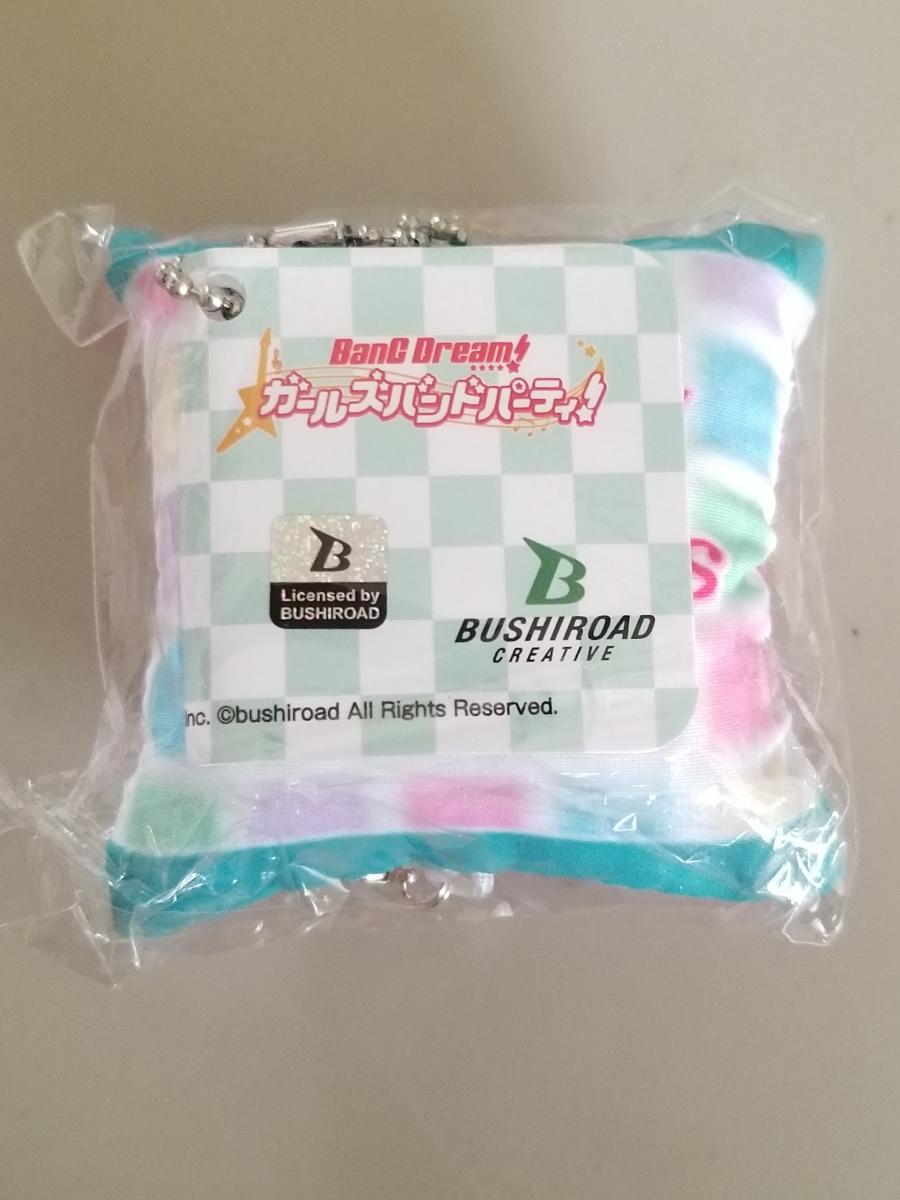 BanG Dream!
ガールズバンドパーティ!
B
Licensed by
BUSHIROAD
B
BUSHIROAD
CREATIVE
Inc. ©bushiroad All Rights Reserved.
S